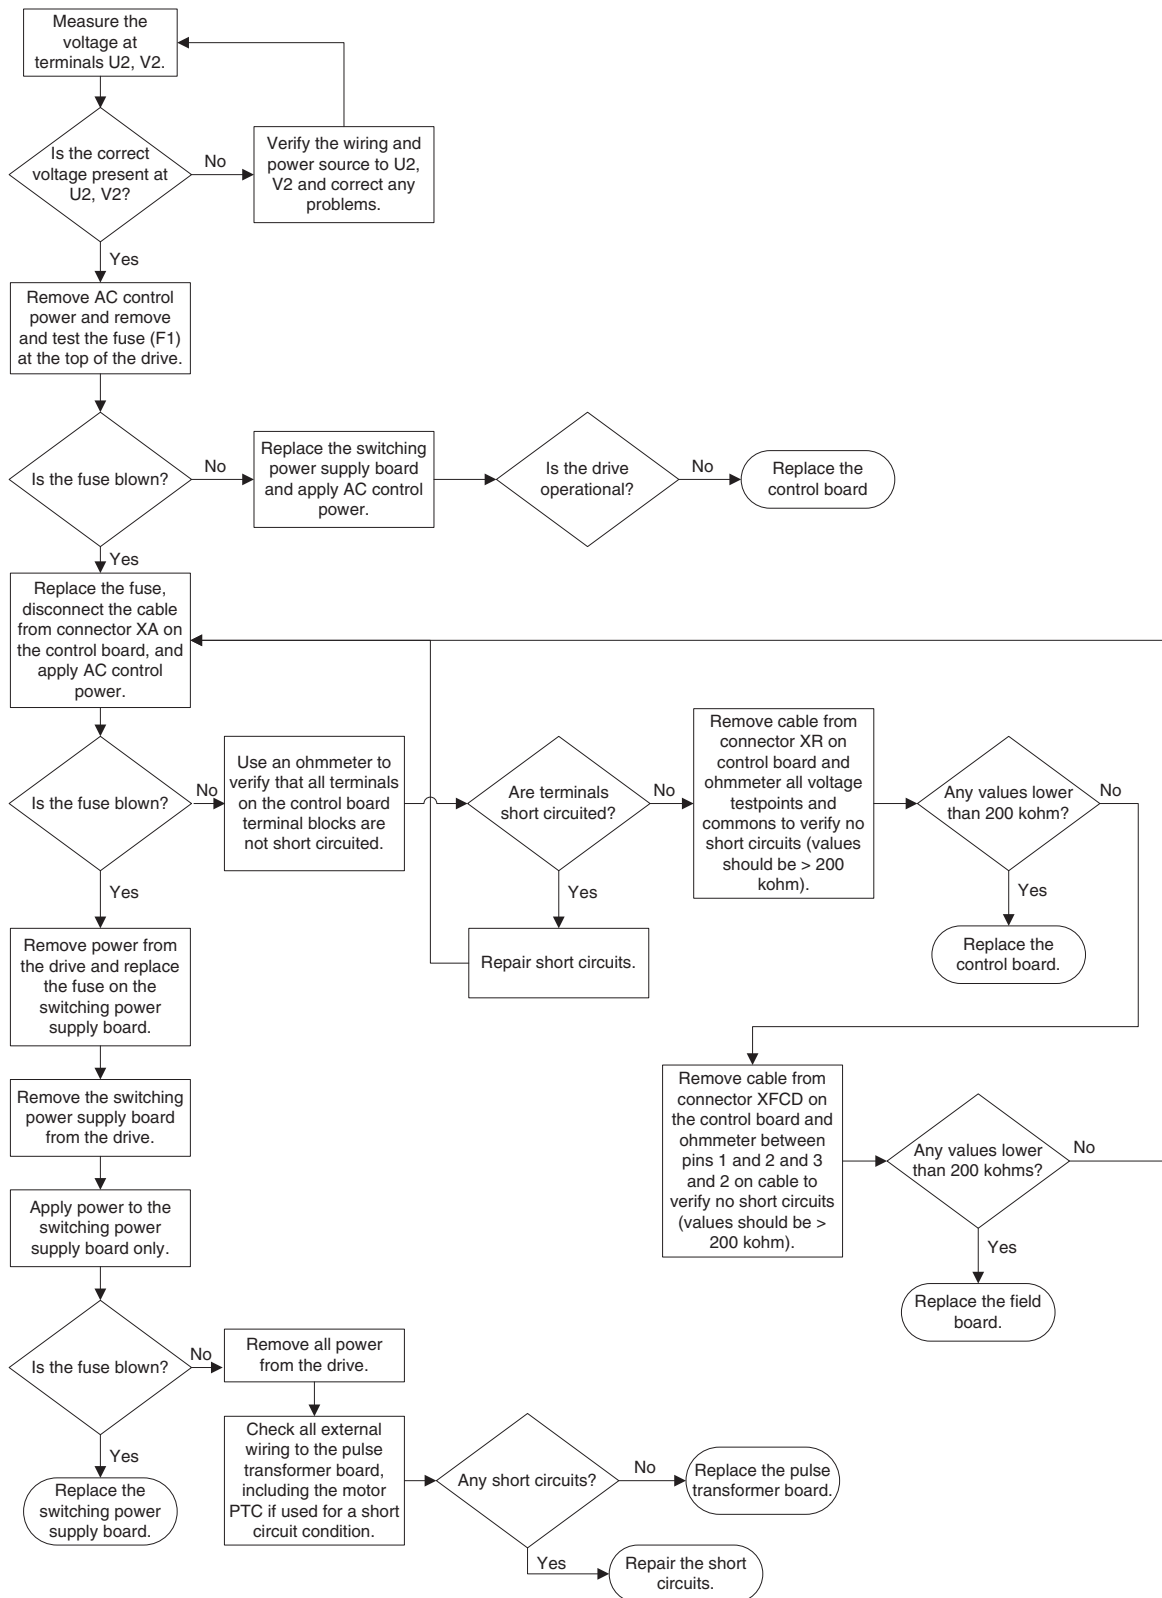 Measure the
voltage at
terminals U2, V2.
Is the correct
voltage present at
U2, V2?
No
Verify the wiring and
power source to U2,
V2 and correct any
problems.
Yes
Remove AC control
power and remove
and test the fuse (F1)
at the top of the drive.
Is the fuse blown?
No
Replace the switching
power supply board
and apply AC control
power.
Is the drive
operational?
No
Replace the
control board
Yes
Replace the fuse,
disconnect the cable
from connector XA on
the control board, and
apply AC control
power.
Is the fuse blown?
No
Use an ohmmeter to
verify that all terminals
on the control board
terminal blocks are
not short circuited.
Are terminals
short circuited?
No
Remove cable from
connector XR on
control board and
ohmmeter all voltage
testpoints and
commons to verify no
short circuits (values
should be > 200
kohm).
Any values lower
than 200 kohm?
No
Yes
Replace the
control board.
Yes
Repair short circuits.
Yes
Remove power from
the drive and replace
the fuse on the
switching power
supply board.
Remove the switching
power supply board
from the drive.
Apply power to the
switching power
supply board only.
Remove cable from
connector XFCD on
the control board and
ohmmeter between
pins 1 and 2 and 3
and 2 on cable to
verify no short circuits
(values should be >
200 kohm).
Any values lower
than 200 kohms?
No
Yes
Replace the field
board.
Is the fuse blown?
No
Remove all power
from the drive.
Check all external
wiring to the pulse
transformer board,
including the motor
PTC if used for a short
circuit condition.
Any short circuits?
No
Replace the pulse
transformer board.
Yes
Repair the short
circuits.
Yes
Replace the
switching power
supply board.